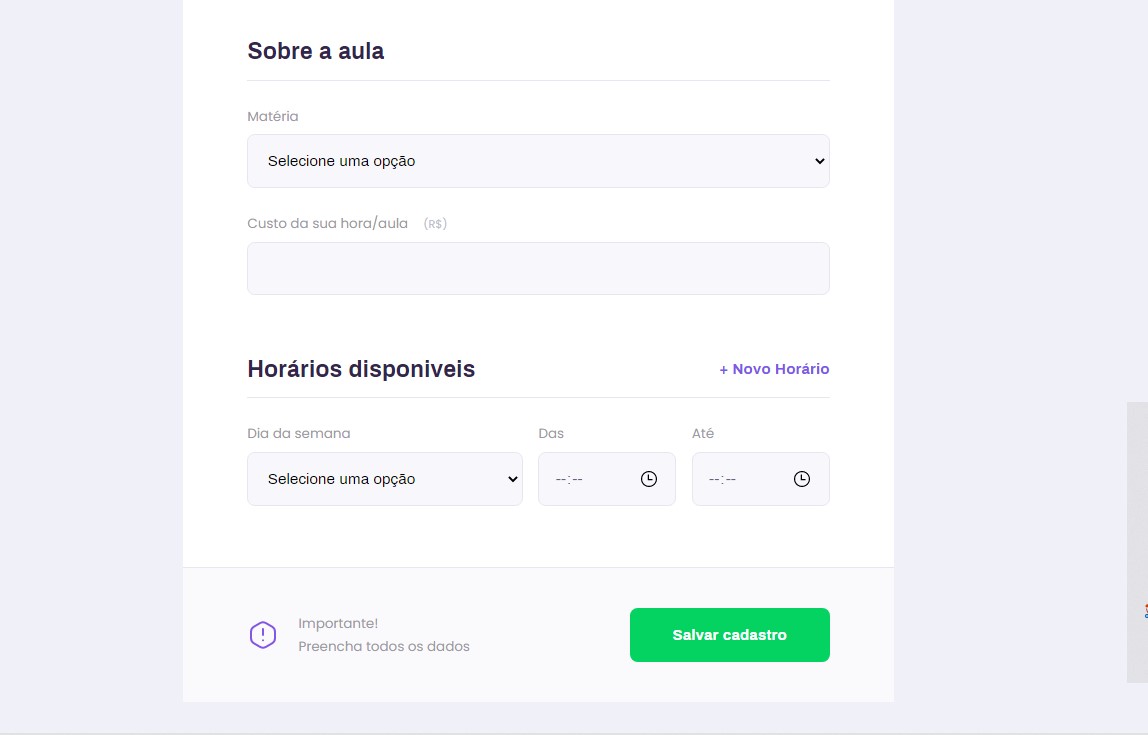 Sobre a aula
Matéria
Selecione uma opção
Custo da sua hora/aula (R$)
Horários disponiveis + Novo Horário
Dia da semana Das Até
Selecione uma opção --:-- --:--
Importante!
Preencha todos os dados
Salvar cadastro